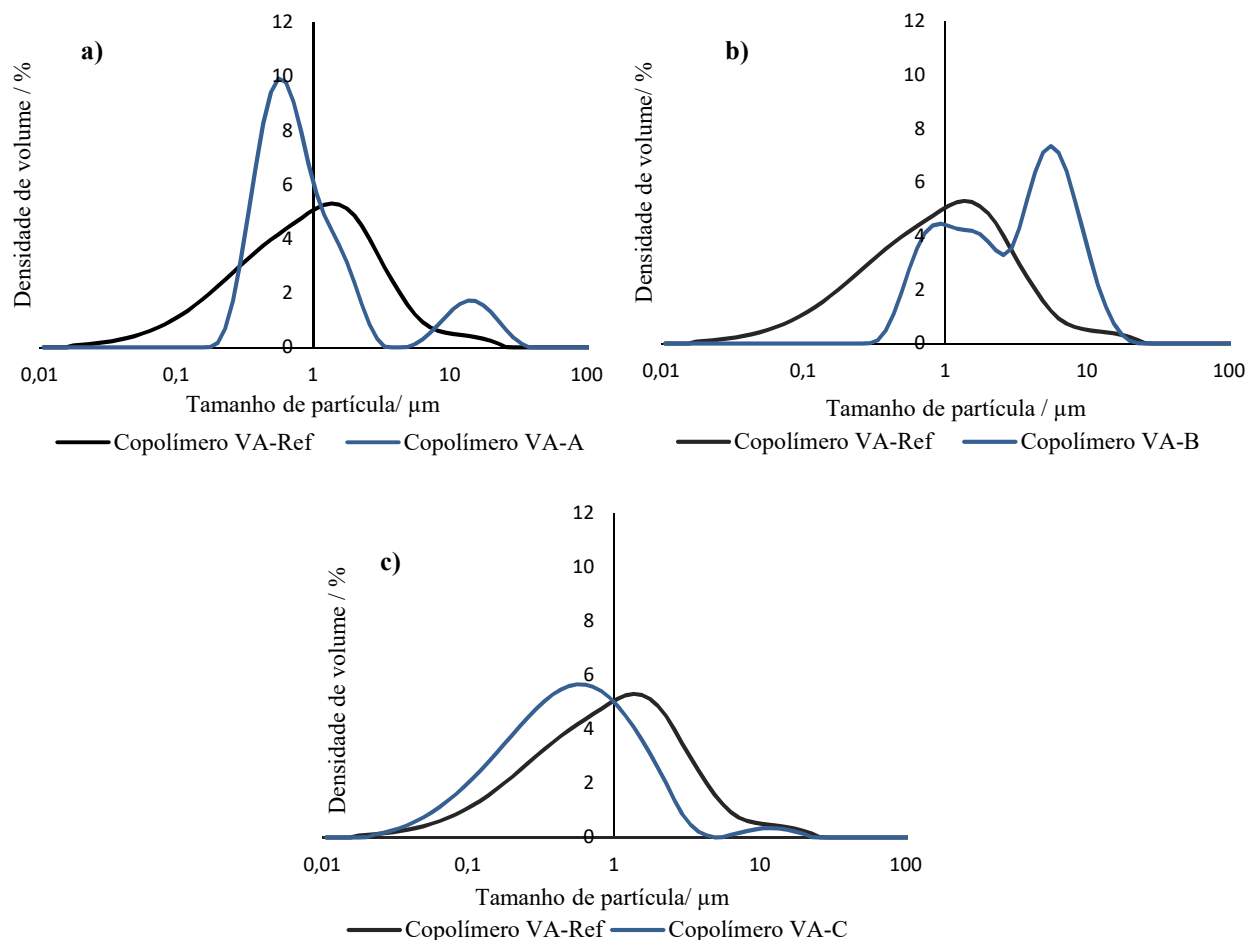 a)
Densidade de volume / %
12
10
8
6
4
2
0
0,01 0,1 1 10 100
Tamanho de partícula/ µm
Copolímero VA-Ref Copolímero VA-A
b)
Densidade de volume/ %
12
10
8
6
4
2
0
0,01 0,1 1 10 100
Tamanho de partícula / µm
Copolímero VA-Ref Copolímero VA-B
c)
Densidade de volume / %
12
10
8
6
4
2
0
0,01 0,1 1 10 100
Tamanho de partícula/ µm
Copolímero VA-Ref Copolímero VA-C